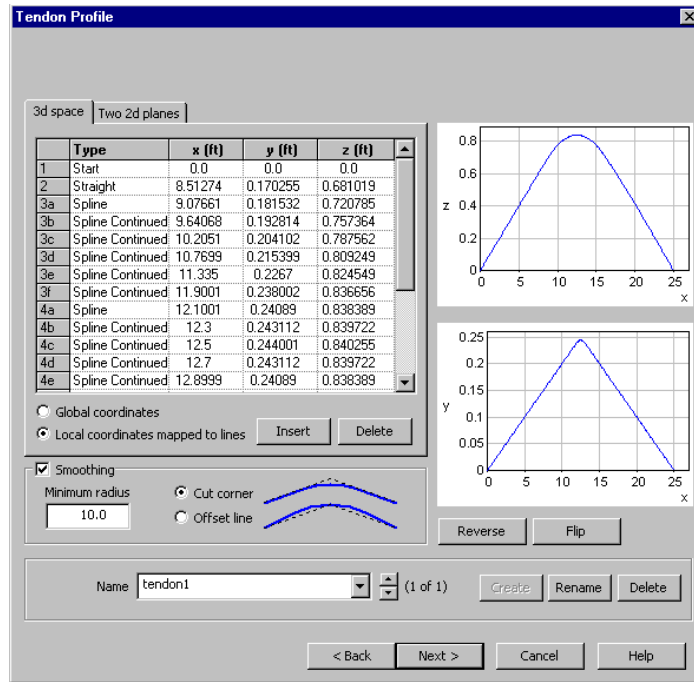 Tendon Profile
3d space Two 2d planes
Type x (ft) y (ft) z (ft)
1 Start 0.0 0.0 0.0
2 Straight 8.51274 0.170255 0.681019
3a Spline 9.07661 0.181532 0.720785
3b Spline Continued 9.64068 0.192814 0.757364
3c Spline Continued 10.2051 0.204102 0.787562
3d Spline Continued 10.7699 0.215399 0.809249
3e Spline Continued 11.335 0.2267 0.824549
3f Spline Continued 11.9001 0.238002 0.836656
4a Spline 12.1001 0.24089 0.838389
4b Spline Continued 12.3 0.243112 0.839722
4c Spline Continued 12.5 0.244001 0.840255
4d Spline Continued 12.7 0.243112 0.839722
4e Spline Continued 12.8999 0.24089 0.838389
Global coordinates
Local coordinates mapped to lines Insert Delete
Smoothing
Minimum radius
10.0
Cut corner
Offset line
0.8
0.6
z 0.4
0.2
0
0 5 10 15 20 25
x
0.25
0.2
0.15
y
0.1
0.05
0
0 5 10 15 20 25
x
Reverse Flip
Name tendon1 (1 of 1) Create Rename Delete
< Back Next > Cancel Help